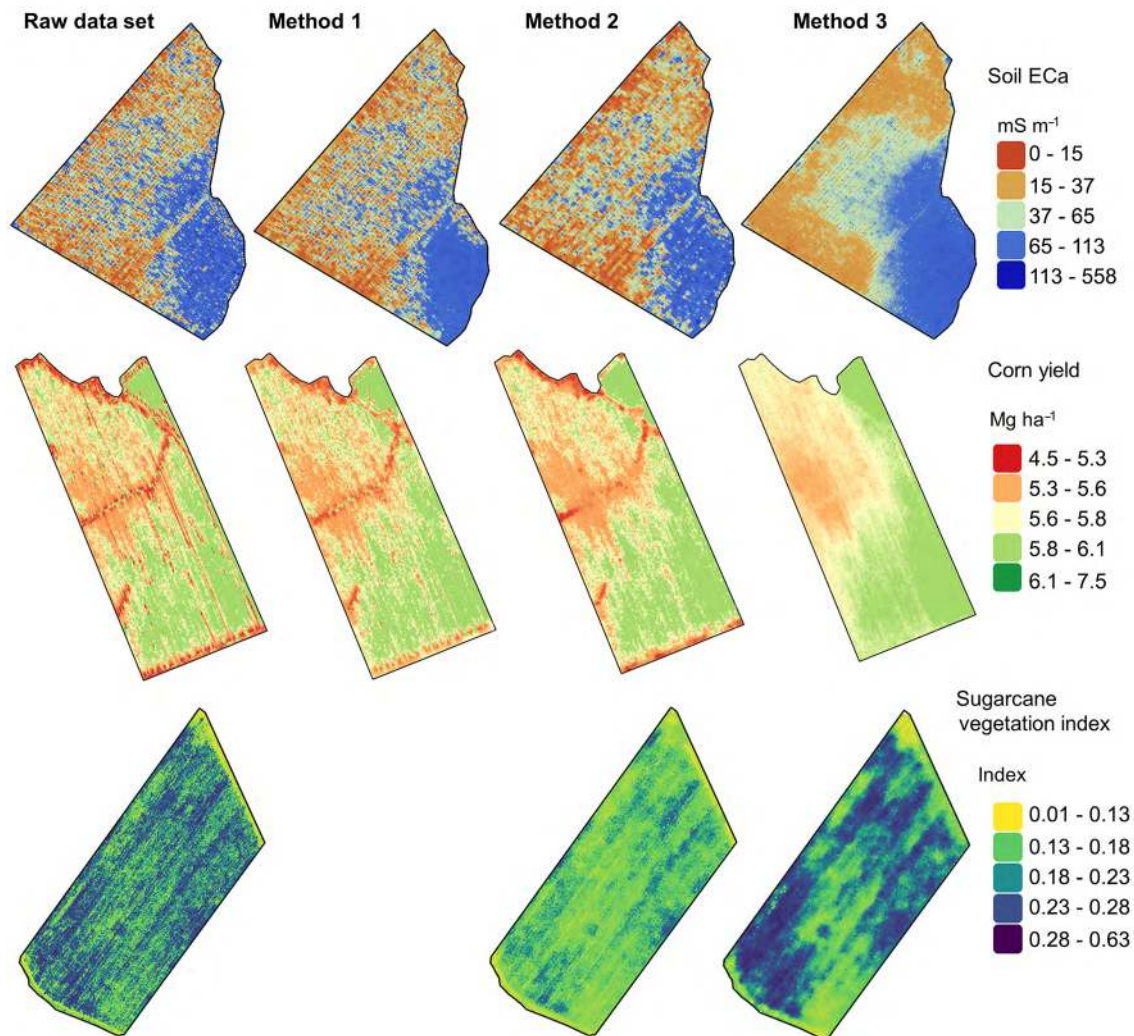 Raw data set
Method 1
Method 2
Method 3
Soil ECa
mS m⁻¹
0 - 15
15 - 37
37 - 65
65 - 113
113 - 558
Corn yield
Mg ha⁻¹
4.5 - 5.3
5.3 - 5.6
5.6 - 5.8
5.8 - 6.1
6.1 - 7.5
Sugarcane
vegetation index
Index
0.01 - 0.13
0.13 - 0.18
0.18 - 0.23
0.23 - 0.28
0.28 - 0.63